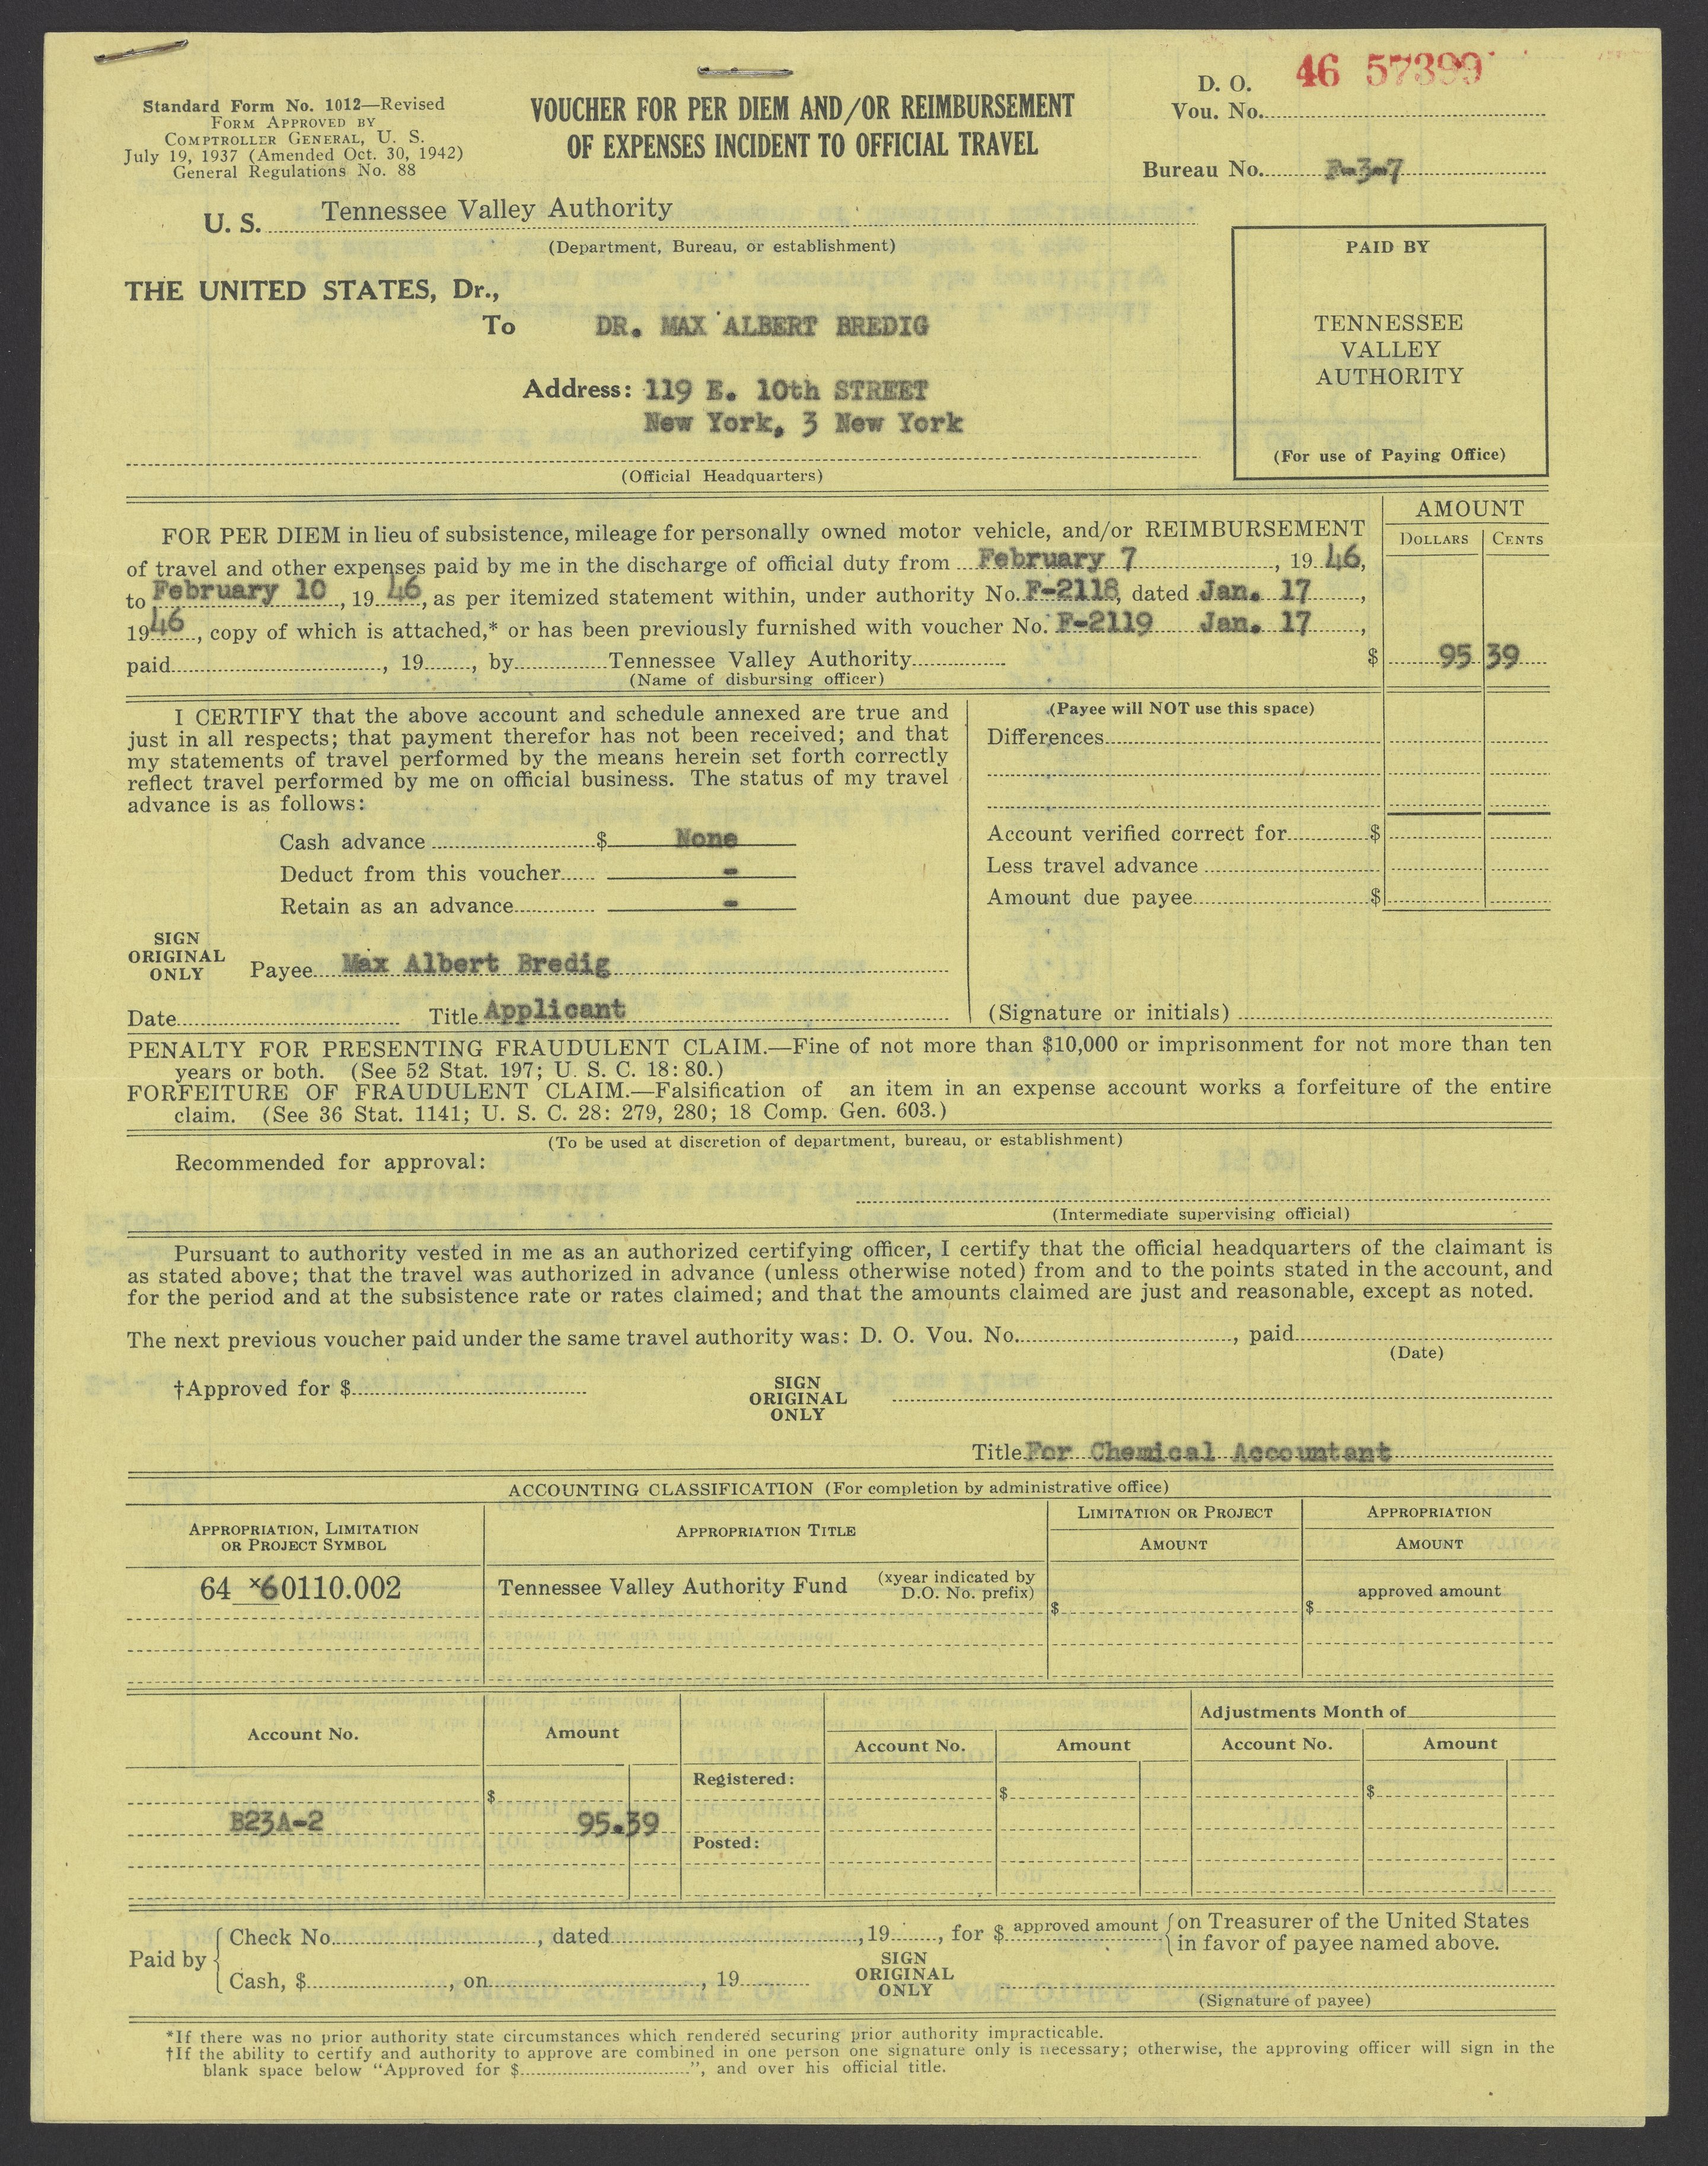 D. O. 46 57399
Vou. No.
Standard Form No. 1012—Revised
Form Approved by
Comptroller General, U. S.
July 19, 1937 (Amended Oct. 30, 1942)
General Regulations No. 88
VOUCHER FOR PER DIEM AND/OR REIMBURSEMENT
OF EXPENSES INCIDENT TO OFFICIAL TRAVEL
Bureau No. F-3-7
U. S. Tennessee Valley Authority
(Department, Bureau, or establishment)
THE UNITED STATES, Dr.,
To DR. MAX ALBERT BREDIG
Address: 119 E. 10th STREET
New York, 3 New York
(Official Headquarters)
PAID BY
TENNESSEE
VALLEY
AUTHORITY
(For use of Paying Office)
AMOUNT
Dollars Cents
FOR PER DIEM in lieu of subsistence, mileage for personally owned motor vehicle, and/or REIMBURSEMENT
of travel and other expenses paid by me in the discharge of official duty from February 7, 19 46,
to February 10, 19 46, as per itemized statement within, under authority No. F-2118, dated Jan. 17,
19 46, copy of which is attached,* or has been previously furnished with voucher No. F-2119 Jan. 17,
paid, 19, by Tennessee Valley Authority $ 95 39
(Name of disbursing officer)
I CERTIFY that the above account and schedule annexed are true and
just in all respects; that payment therefor has not been received; and that
my statements of travel performed by the means herein set forth correctly
reflect travel performed by me on official business. The status of my travel
advance is as follows:
Cash advance $ None
Deduct from this voucher -
Retain as an advance -
SIGN
ORIGINAL
ONLY
Payee Max Albert Bredig
Date Title Applicant
(Payee will NOT use this space)
Differences
Account verified correct for $
Less travel advance
Amount due payee $
(Signature or initials)
PENALTY FOR PRESENTING FRAUDULENT CLAIM.—Fine of not more than $10,000 or imprisonment for not more than ten
years or both. (See 52 Stat. 197; U. S. C. 18: 80.)
FORFEITURE OF FRAUDULENT CLAIM.—Falsification of an item in an expense account works a forfeiture of the entire
claim. (See 36 Stat. 1141; U. S. C. 28: 279, 280; 18 Comp. Gen. 603.)
(To be used at discretion of department, bureau, or establishment)
Recommended for approval:
(Intermediate supervising official)
Pursuant to authority vested in me as an authorized certifying officer, I certify that the official headquarters of the claimant is
as stated above; that the travel was authorized in advance (unless otherwise noted) from and to the points stated in the account, and
for the period and at the subsistence rate or rates claimed; and that the amounts claimed are just and reasonable, except as noted.
The next previous voucher paid under the same travel authority was: D. O. Vou. No., paid
(Date)
†Approved for $
SIGN
ORIGINAL
ONLY
Title For Chemical Accountant
ACCOUNTING CLASSIFICATION (For completion by administrative office)
Appropriation, Limitation
or Project Symbol
Appropriation Title
Limitation or Project
Amount
Appropriation
Amount
64 x60110.002
Tennessee Valley Authority Fund
(xyear indicated by
D.O. No. prefix)
$
$ approved amount
Account No. Amount
Adjustments Month of
Account No. Amount Account No. Amount
Registered:
$ $ $
B23A-2 95.39
Posted:
Paid by
Check No., dated, 19, for $ approved amount
on Treasurer of the United States
in favor of payee named above.
Cash, $, on, 19
SIGN
ORIGINAL
ONLY
(Signature of payee)
*If there was no prior authority state circumstances which rendered securing prior authority impracticable.
†If the ability to certify and authority to approve are combined in one person one signature only is necessary; otherwise, the approving officer will sign in the
blank space below “Approved for $”, and over his official title.